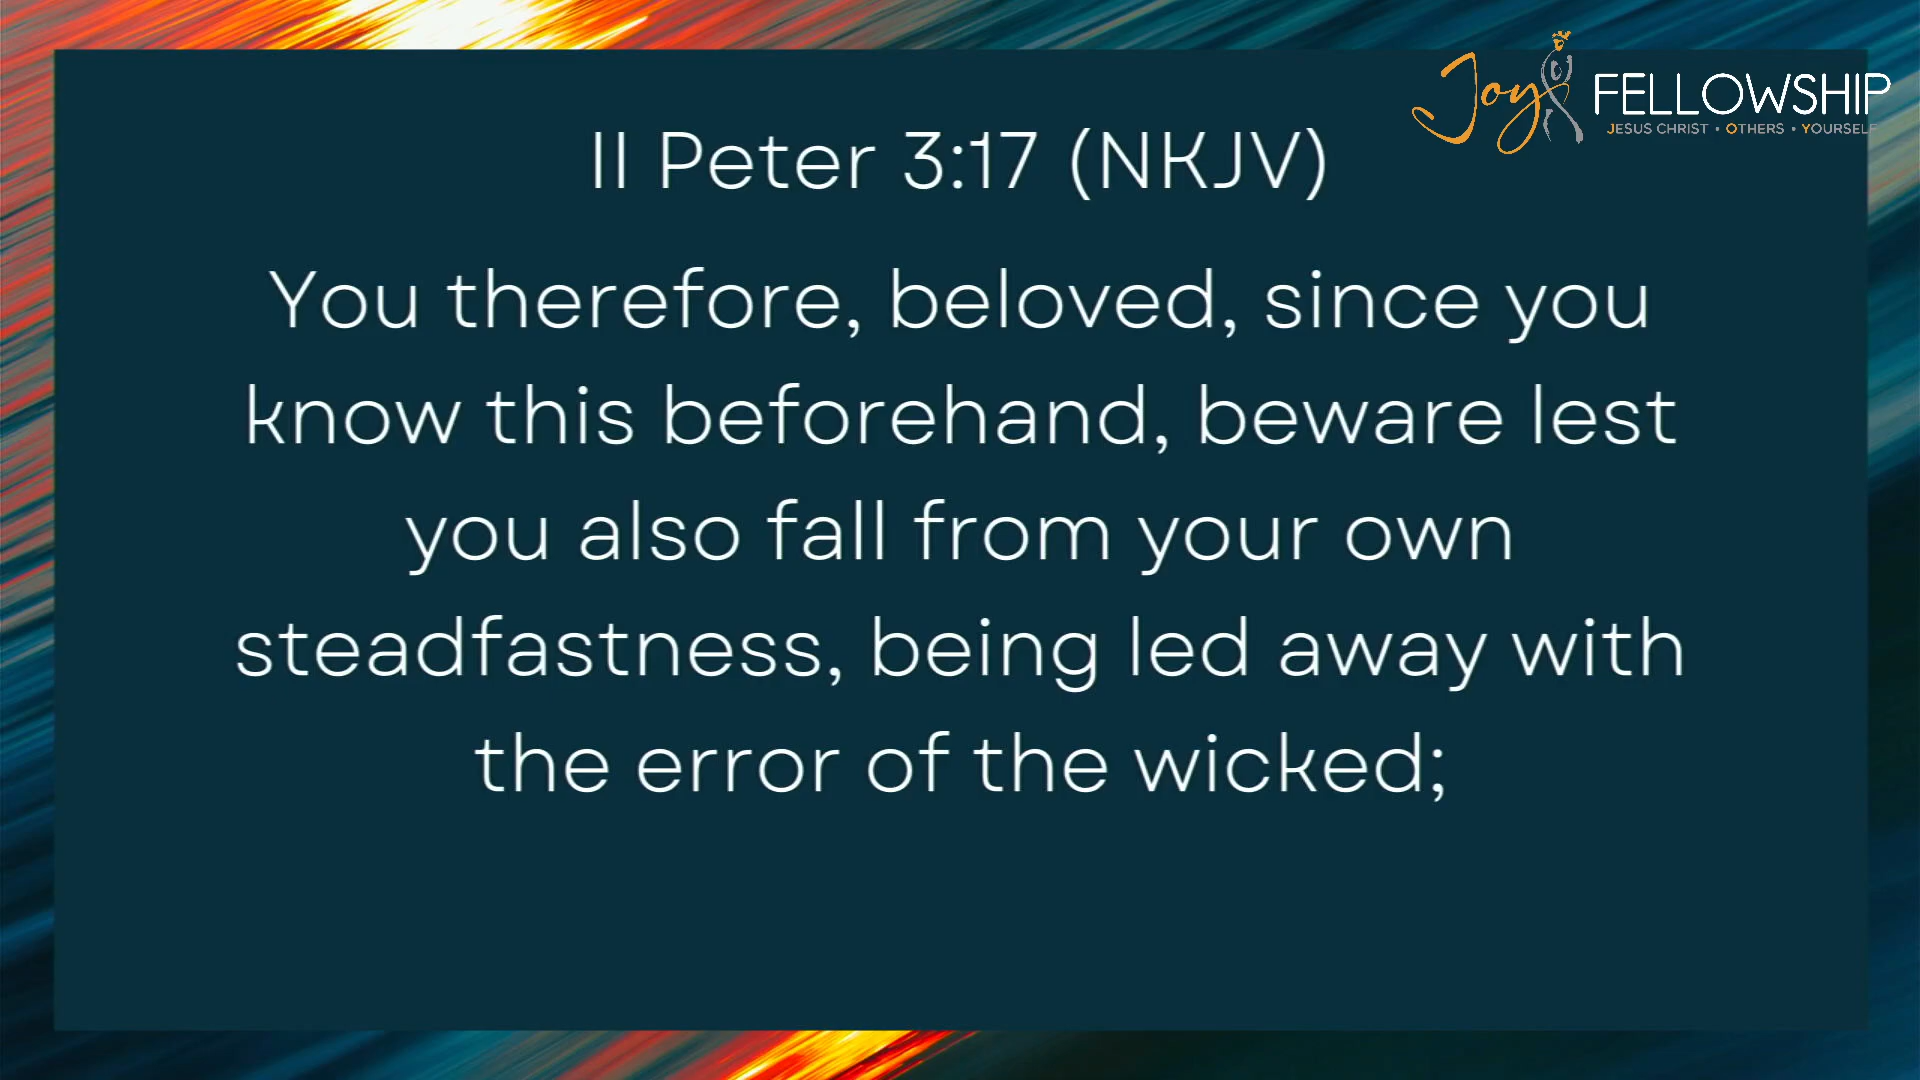 Joy FELLOWSHIP
JESUS CHRIST • OTHERS • YOURSELF
II Peter 3:17 (NKJV)
You therefore, beloved, since you
know this beforehand, beware lest
you also fall from your own
steadfastness, being led away with
the error of the wicked;